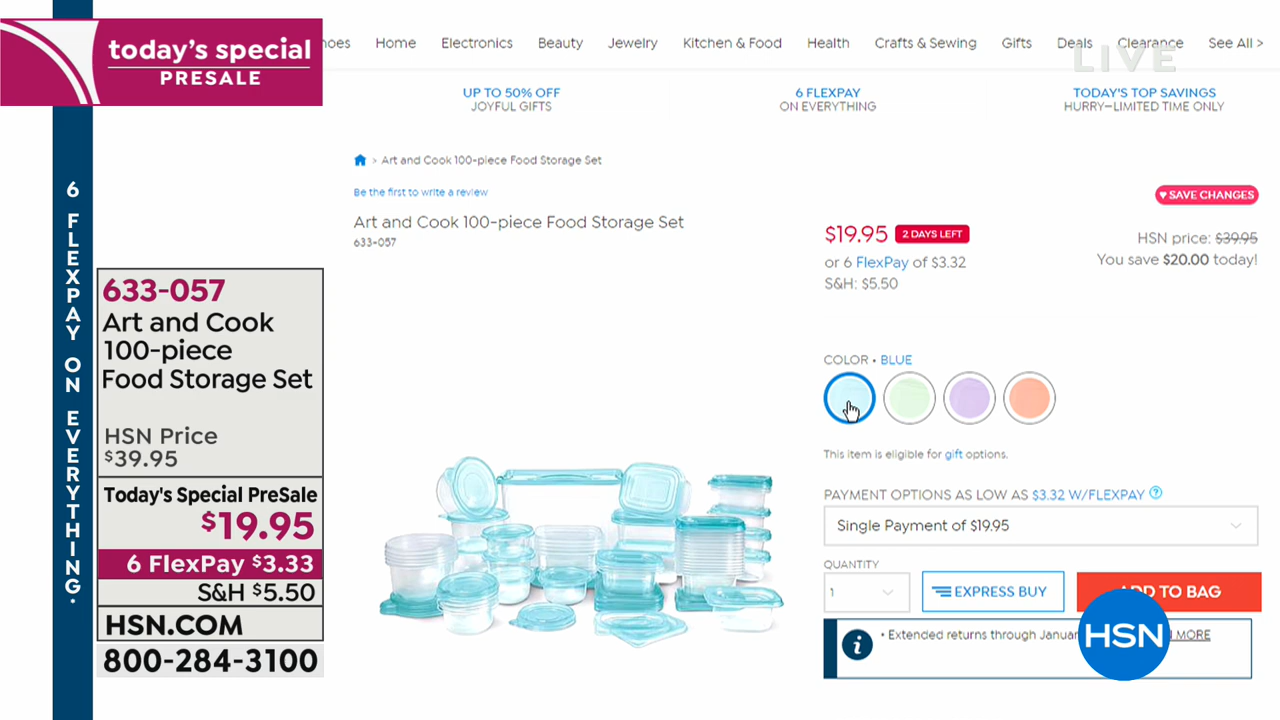 today's special
PRESALE
6 FLEXPAY ON EVERYTHING.
633-057
Art and Cook
100-piece
Food Storage Set
HSN Price
$39.95
Today's Special PreSale
$19.95
6 FlexPay $3.33
S&H $5.50
HSN.COM
800-284-3100
Home Electronics Beauty Jewelry Kitchen & Food Health Crafts & Sewing Gifts Deals Clearance See All >
LIVE
UP TO 50% OFF
JOYFUL GIFTS
6 FLEXPAY
ON EVERYTHING
TODAY'S TOP SAVINGS
HURRY—LIMITED TIME ONLY
> Art and Cook 100-piece Food Storage Set
Be the first to write a review
Art and Cook 100-piece Food Storage Set
633-057
SAVE CHANGES
$19.95 2 DAYS LEFT
HSN price: $39.95
or 6 FlexPay of $3.32
You save $20.00 today!
S&H: $5.50
COLOR • BLUE
This item is eligible for gift options.
PAYMENT OPTIONS AS LOW AS $3.32 W/FLEXPAY ?
Single Payment of $19.95
QUANTITY
1
EXPRESS BUY
ADD TO BAG
i
• Extended returns through MORE
HSN